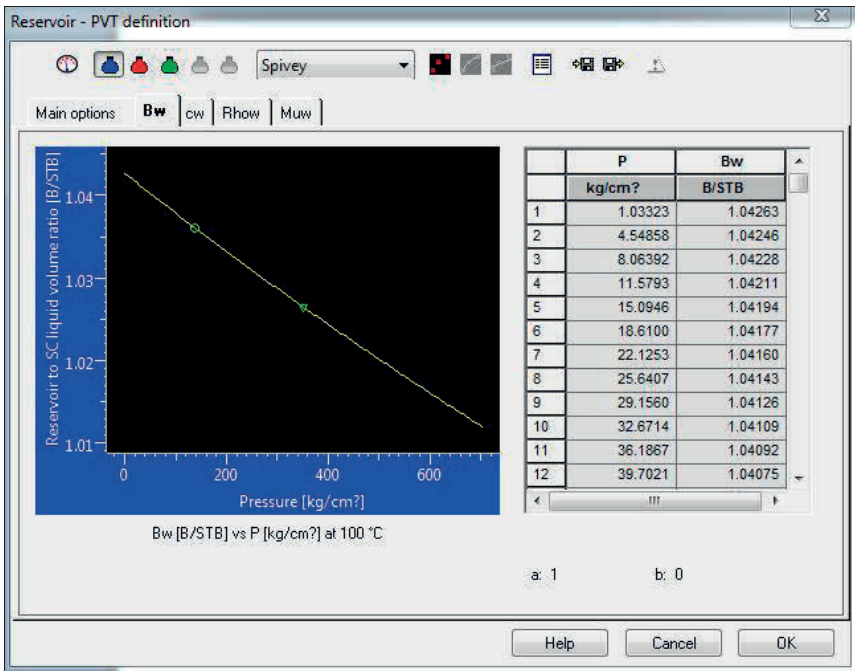 Reservoir - PVT definition
Spivey
Main options Bw cw Rhow Muw
Reservoir to SC liquid volume ratio [B/STB]
1.04
1.03
1.02
1.01
0 200 400 600
Pressure [kg/cm?]
Bw [B/STB] vs P [kg/cm?] at 100 °C
P Bw
kg/cm? B/STB
1 1.03323 1.04263
2 4.54858 1.04246
3 8.06392 1.04228
4 11.5793 1.04211
5 15.0946 1.04194
6 18.6100 1.04177
7 22.1253 1.04160
8 25.6407 1.04143
9 29.1560 1.04126
10 32.6714 1.04109
11 36.1867 1.04092
12 39.7021 1.04075
a: 1 b: 0
Help Cancel OK